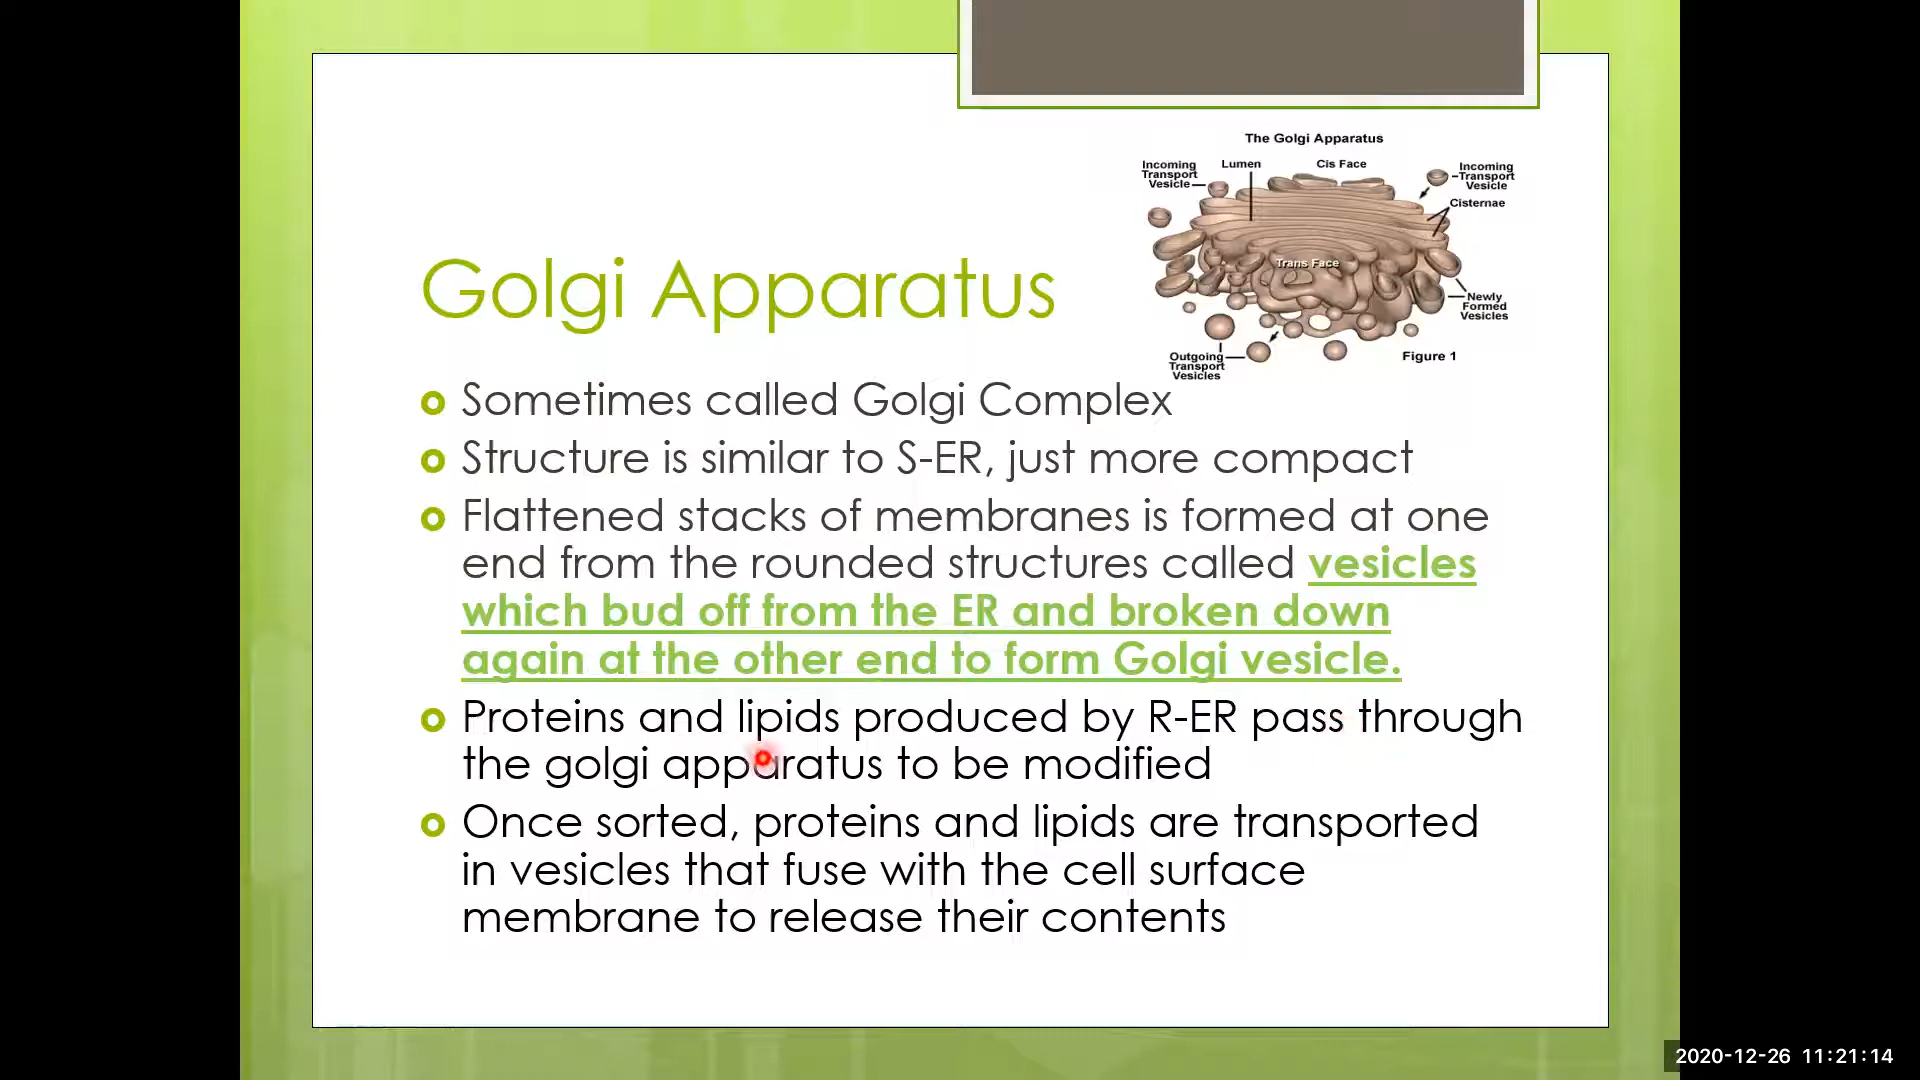 The Golgi Apparatus
Incoming
Transport
Vesicle
Lumen
Cis Face
Incoming
Transport
Vesicle
Cisternae
Trans Face
Newly
Formed
Vesicles
Outgoing
Transport
Vesicles
Figure 1
Golgi Apparatus
Sometimes called Golgi Complex
Structure is similar to S-ER, just more compact
Flattened stacks of membranes is formed at one
end from the rounded structures called vesicles
which bud off from the ER and broken down
again at the other end to form Golgi vesicle.
Proteins and lipids produced by R-ER pass through
the golgi apparatus to be modified
Once sorted, proteins and lipids are transported
in vesicles that fuse with the cell surface
membrane to release their contents
2020-12-26 11:21:14